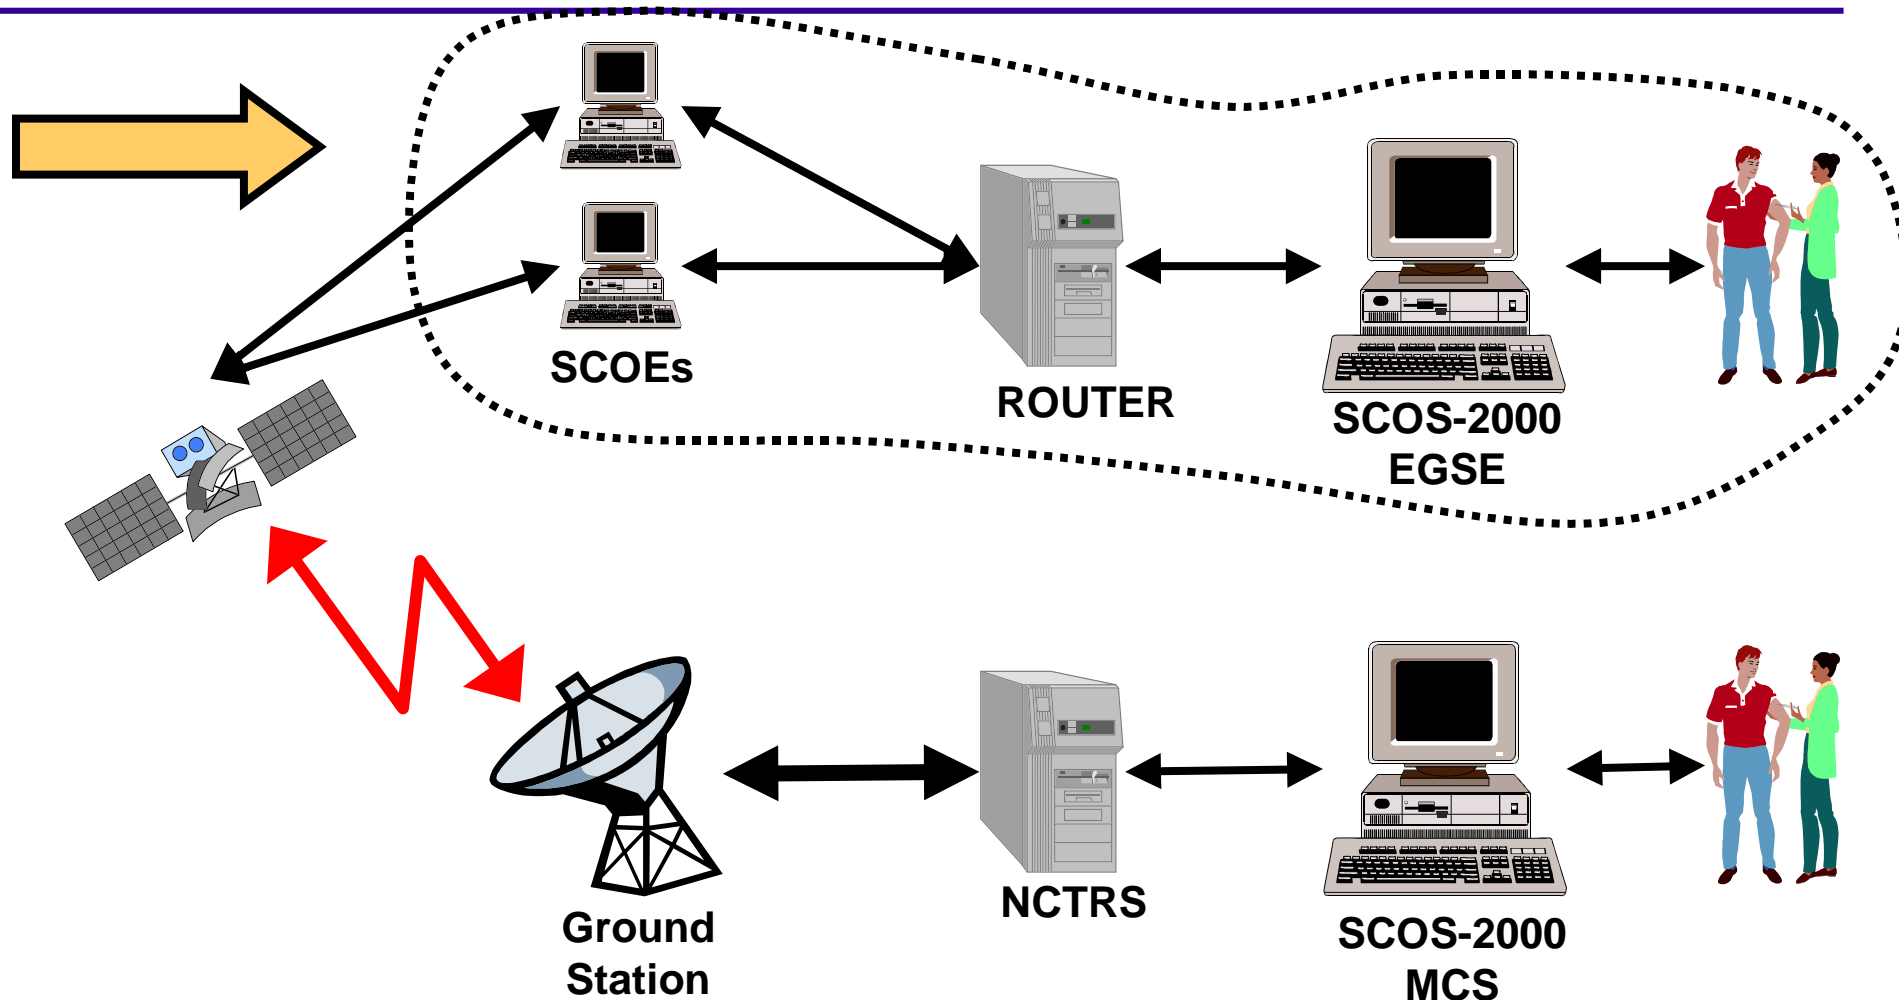 SCOEs
ROUTER
SCOS-2000
EGSE
Ground
Station
NCTRS
SCOS-2000
MCS